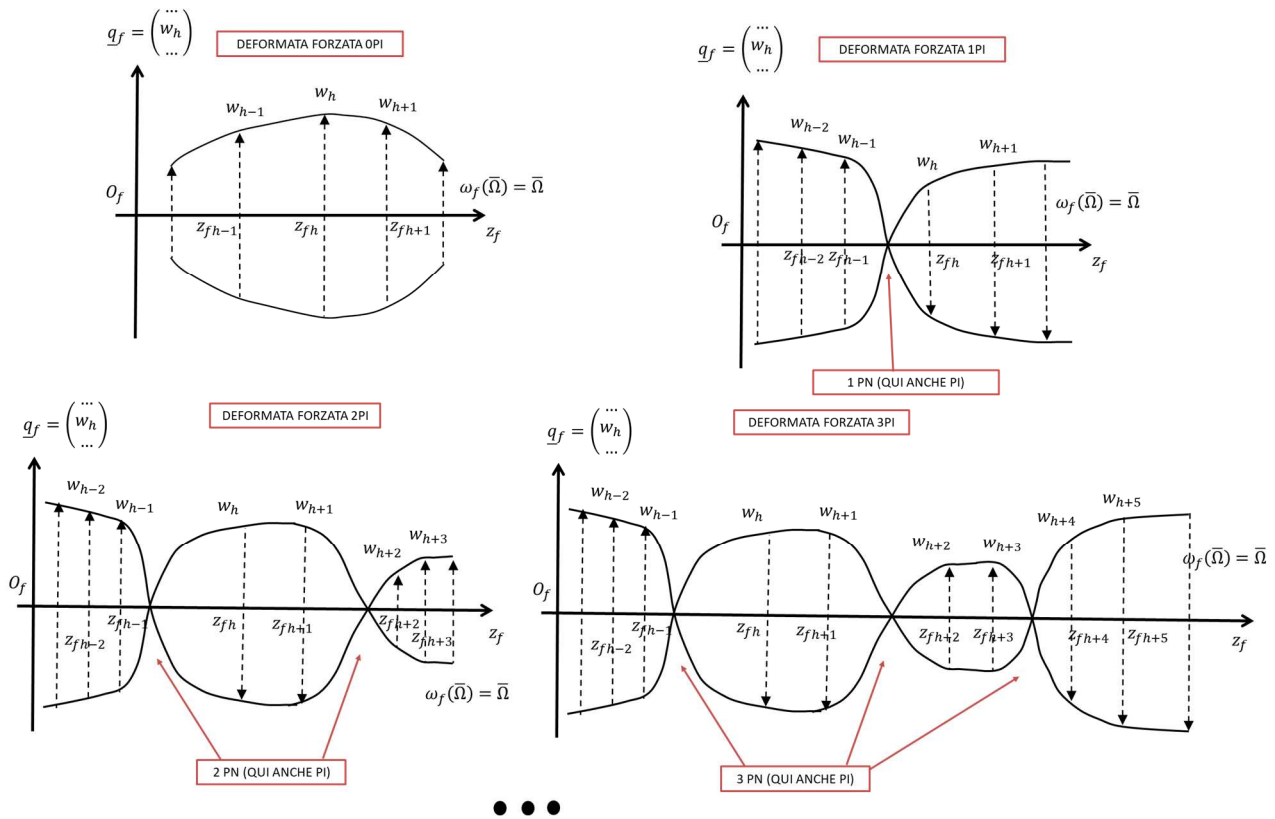 q_f = (... w_h ...)
DEFORMATA FORZATA 0PI
w_{h−1} w_h w_{h+1}
O_f
ω_f(Ω̅) = Ω̅
z_{fh−1} z_{fh} z_{fh+1} z_f
q_f = (... w_h ...)
DEFORMATA FORZATA 1PI
w_{h−2} w_{h−1} w_h w_{h+1}
O_f
ω_f(Ω̅) = Ω̅
z_{fh−2} z_{fh−1} z_{fh} z_{fh+1} z_f
1 PN (QUI ANCHE PI)
q_f = (... w_h ...)
DEFORMATA FORZATA 2PI
w_{h−2} w_{h−1} w_h w_{h+1} w_{h+2} w_{h+3}
O_f
z_{fh−2} z_{fh−1} z_{fh} z_{fh+1} z_{fh+2} z_{fh+3} z_f
ω_f(Ω̅) = Ω̅
2 PN (QUI ANCHE PI)
q_f = (... w_h ...)
DEFORMATA FORZATA 3PI
w_{h−2} w_{h−1} w_h w_{h+1} w_{h+2} w_{h+3} w_{h+4} w_{h+5}
ω_f(Ω̅) = Ω̅
O_f
z_{fh−2} z_{fh−1} z_{fh} z_{fh+1} z_{fh+2} z_{fh+3} z_{fh+4} z_{fh+5} z_f
3 PN (QUI ANCHE PI)
• • •